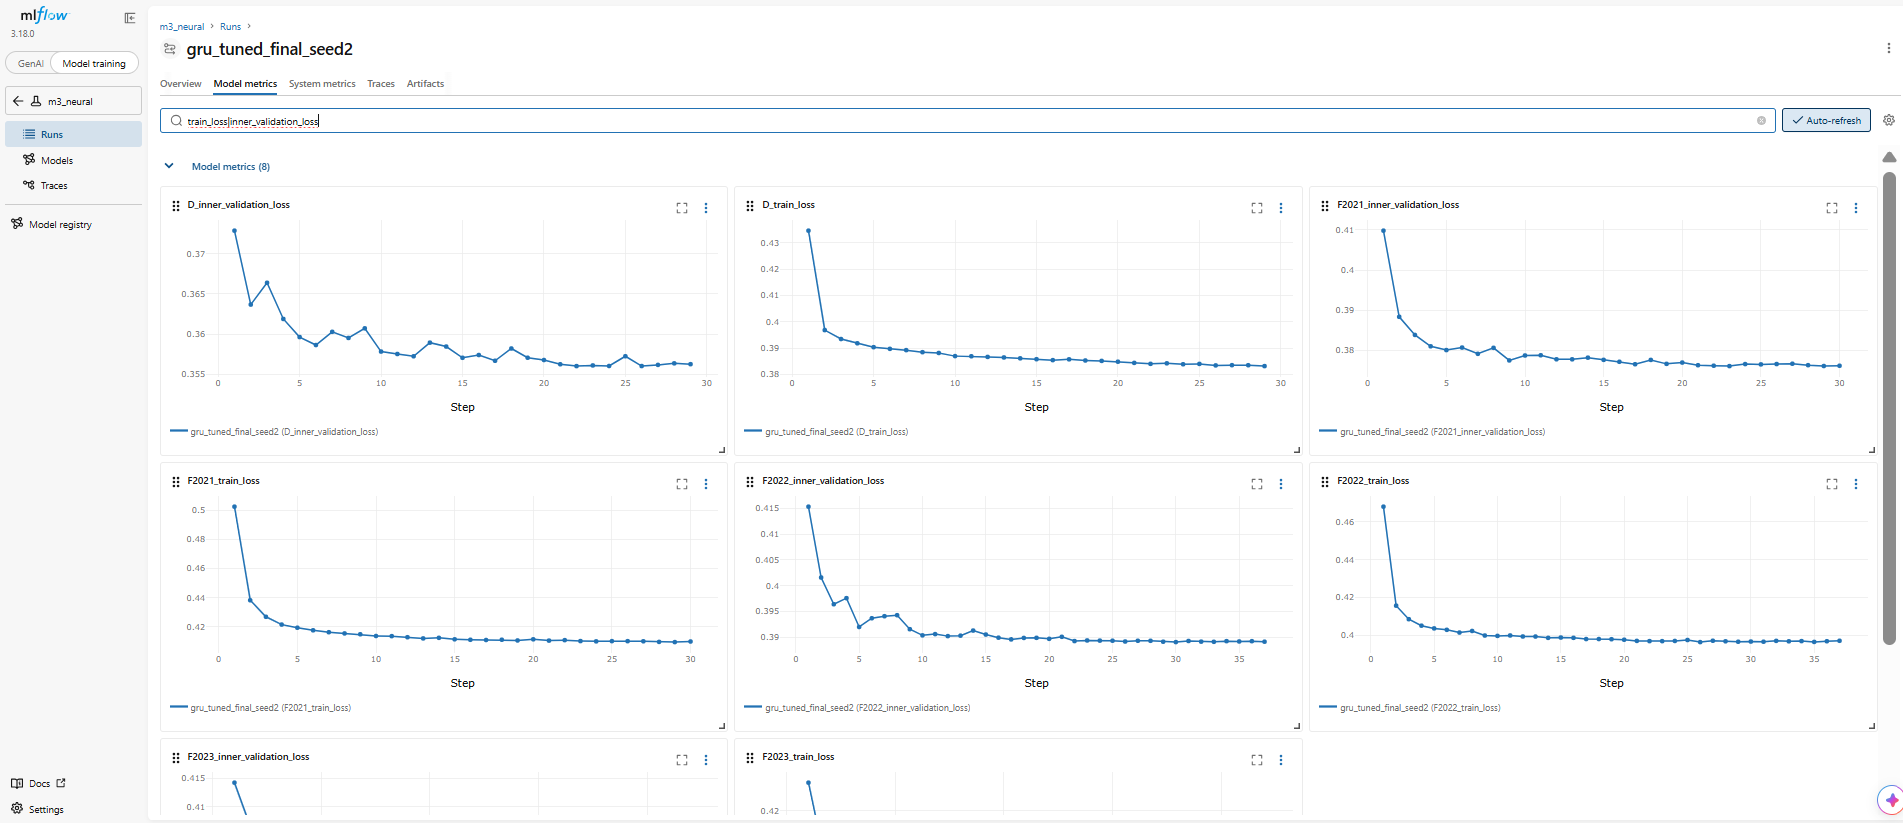 mlflow
3.18.0
GenAI
Model training
m3_neural
Runs
Models
Traces
Model registry
Docs
Settings
m3_neural > Runs >
gru_tuned_final_seed2
Overview
Model metrics
System metrics
Traces
Artifacts
train_loss|inner_validation_loss
Auto-refresh
Model metrics (8)
D_inner_validation_loss
0.37
0.365
0.36
0.355
0 5 10 15 20 25 30
Step
gru_tuned_final_seed2 (D_inner_validation_loss)
D_train_loss
0.43
0.42
0.41
0.4
0.39
0.38
0 5 10 15 20 25 30
Step
gru_tuned_final_seed2 (D_train_loss)
F2021_inner_validation_loss
0.41
0.4
0.39
0.38
0 5 10 15 20 25 30
Step
gru_tuned_final_seed2 (F2021_inner_validation_loss)
F2021_train_loss
0.5
0.48
0.46
0.44
0.42
0 5 10 15 20 25 30
Step
gru_tuned_final_seed2 (F2021_train_loss)
F2022_inner_validation_loss
0.415
0.41
0.405
0.4
0.395
0.39
0 5 10 15 20 25 30 35
Step
gru_tuned_final_seed2 (F2022_inner_validation_loss)
F2022_train_loss
0.46
0.44
0.42
0.4
0 5 10 15 20 25 30 35
Step
gru_tuned_final_seed2 (F2022_train_loss)
F2023_inner_validation_loss
0.415
0.41
F2023_train_loss
0.42